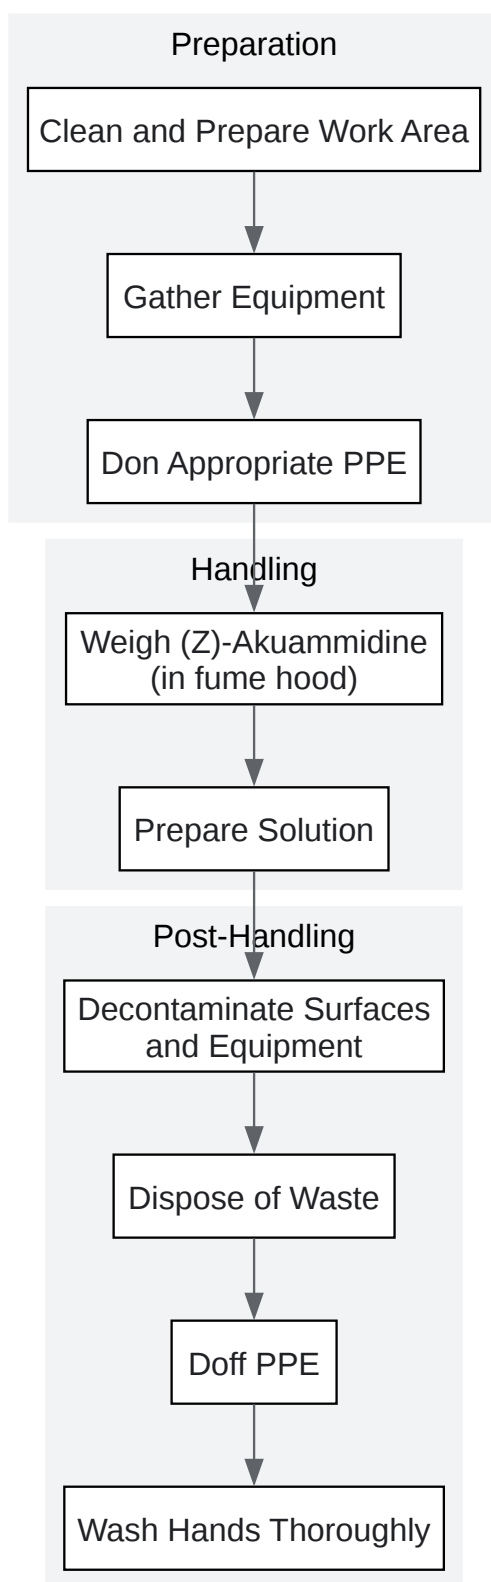 Preparation
Clean and Prepare Work Area
Gather Equipment
Don Appropriate PPE
Handling
Weigh (Z)-Akuammidine
(in fume hood)
Prepare Solution
Post-Handling
Decontaminate Surfaces
and Equipment
Dispose of Waste
Doff PPE
Wash Hands Thoroughly